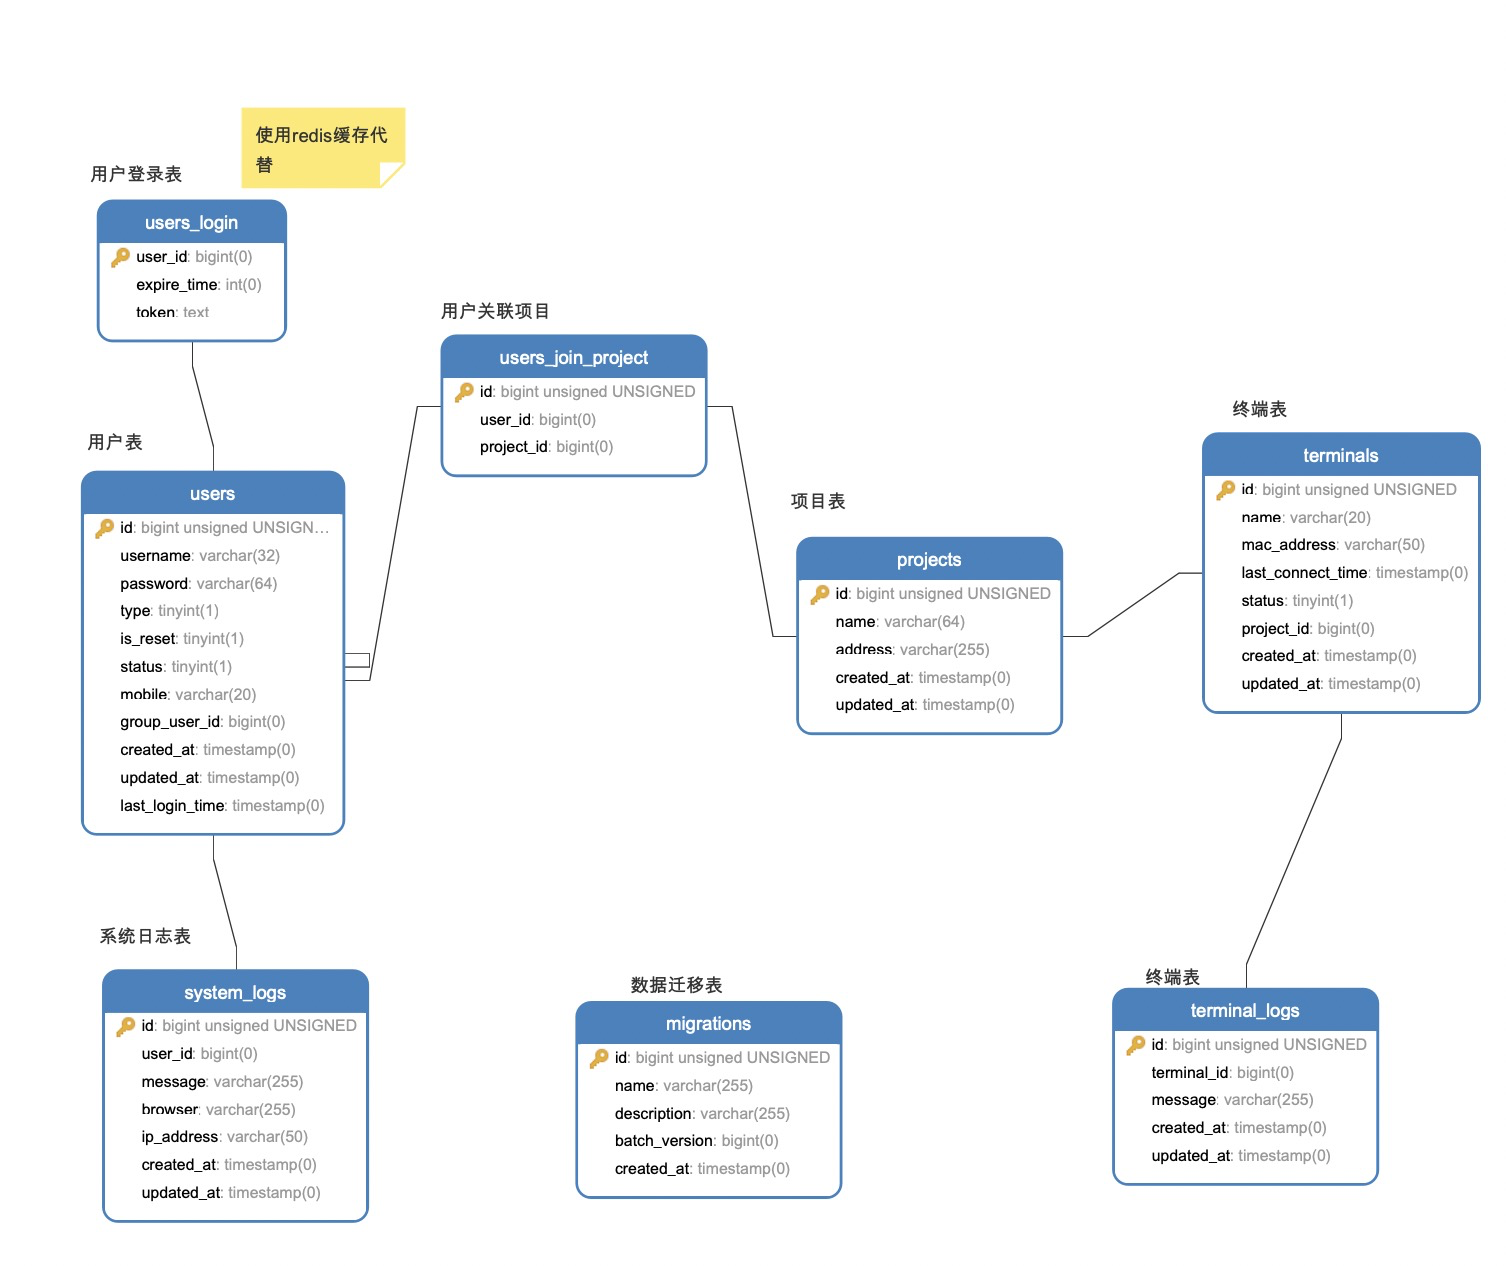 使用redis缓存代
替
用户登录表
users_login
user_id: bigint(0)
expire_time: int(0)
token: text
用户关联项目
users_join_project
id: bigint unsigned UNSIGNED
user_id: bigint(0)
project_id: bigint(0)
用户表
users
id: bigint unsigned UNSIGN...
username: varchar(32)
password: varchar(64)
type: tinyint(1)
is_reset: tinyint(1)
status: tinyint(1)
mobile: varchar(20)
group_user_id: bigint(0)
created_at: timestamp(0)
updated_at: timestamp(0)
last_login_time: timestamp(0)
项目表
projects
id: bigint unsigned UNSIGNED
name: varchar(64)
address: varchar(255)
created_at: timestamp(0)
updated_at: timestamp(0)
终端表
terminals
id: bigint unsigned UNSIGNED
name: varchar(20)
mac_address: varchar(50)
last_connect_time: timestamp(0)
status: tinyint(1)
project_id: bigint(0)
created_at: timestamp(0)
updated_at: timestamp(0)
系统日志表
system_logs
id: bigint unsigned UNSIGNED
user_id: bigint(0)
message: varchar(255)
browser: varchar(255)
ip_address: varchar(50)
created_at: timestamp(0)
updated_at: timestamp(0)
数据迁移表
migrations
id: bigint unsigned UNSIGNED
name: varchar(255)
description: varchar(255)
batch_version: bigint(0)
created_at: timestamp(0)
终端表
terminal_logs
id: bigint unsigned UNSIGNED
terminal_id: bigint(0)
message: varchar(255)
created_at: timestamp(0)
updated_at: timestamp(0)